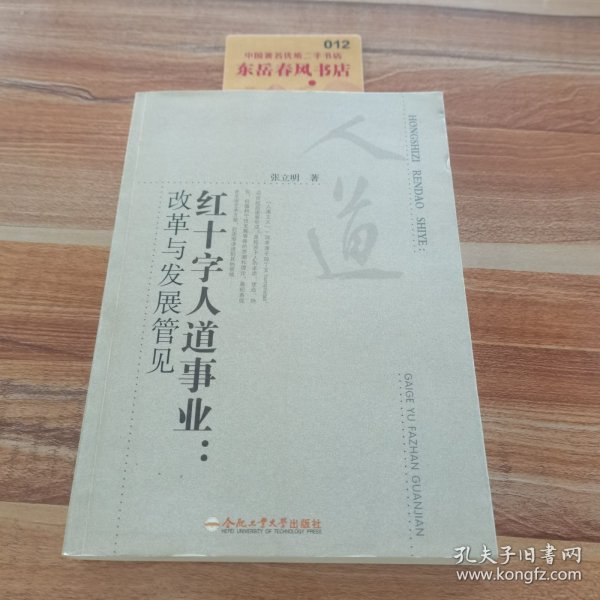 012
中国著名优质二手书店
东岳春风书店
人道
HONGSHIZI RENDAO SHIYE:
GAIGE YU FAZHAN GUANJIAN
张立明 著
红十字人道事业:
改革与发展管见
合肥工业大学出版社
HEFEI UNIVERSITY OF TECHNOLOGY PRESS
孔夫子旧书网
www.kongfz.com